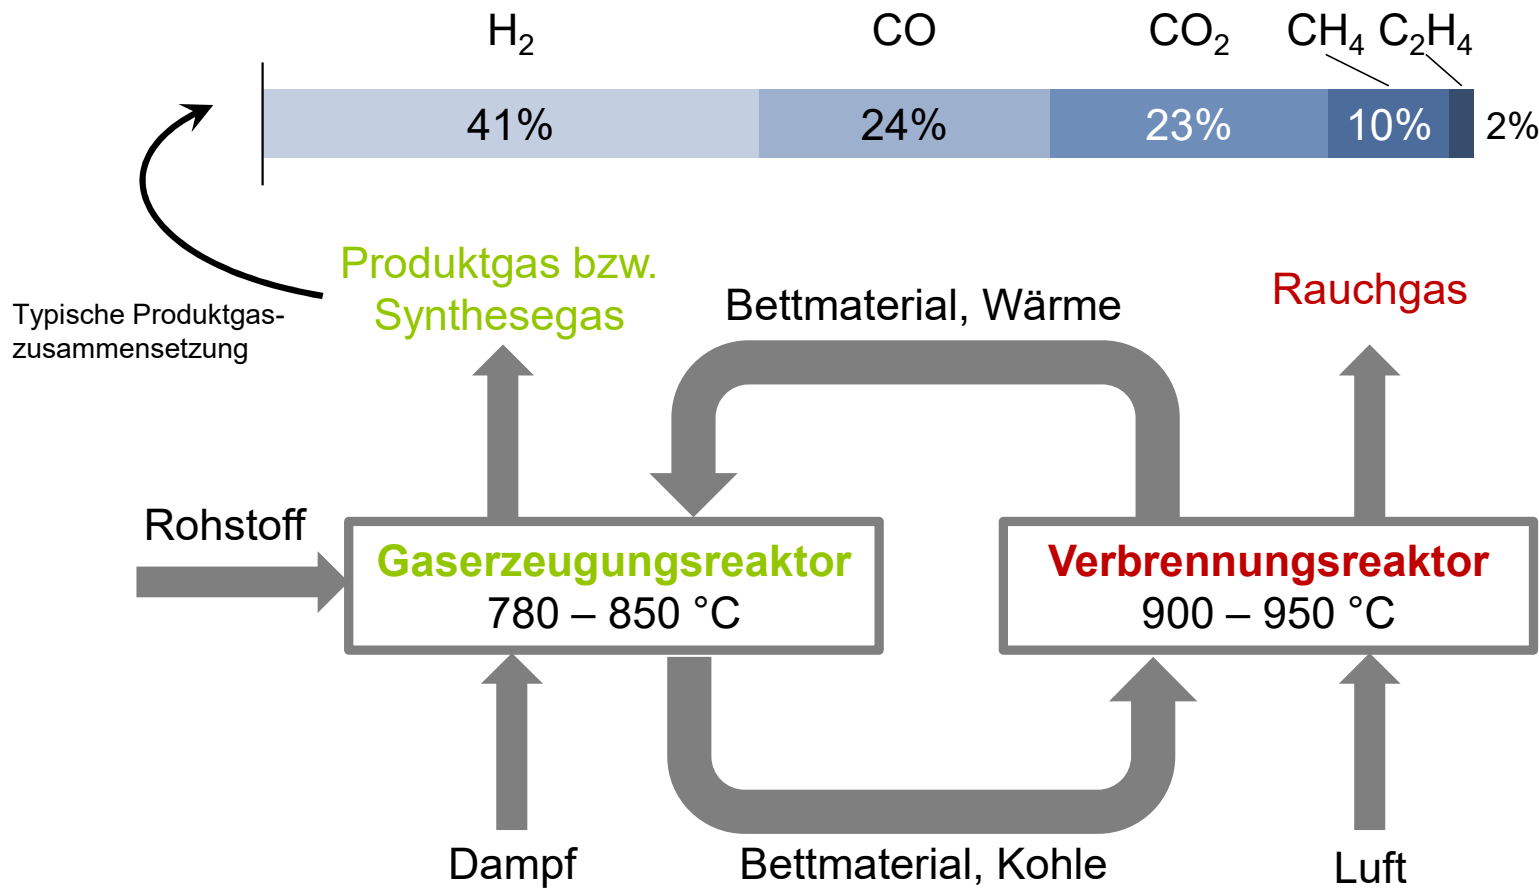 H₂ CO CO₂ CH₄ C₂H₄
41% 24% 23% 10% 2%
Produktgas bzw.
Synthesegas
Typische Produktgas-
zusammensetzung
Bettmaterial, Wärme
Rauchgas
Rohstoff
Gaserzeugungsreaktor
780 – 850 °C
Verbrennungsreaktor
900 – 950 °C
Dampf
Bettmaterial, Kohle
Luft